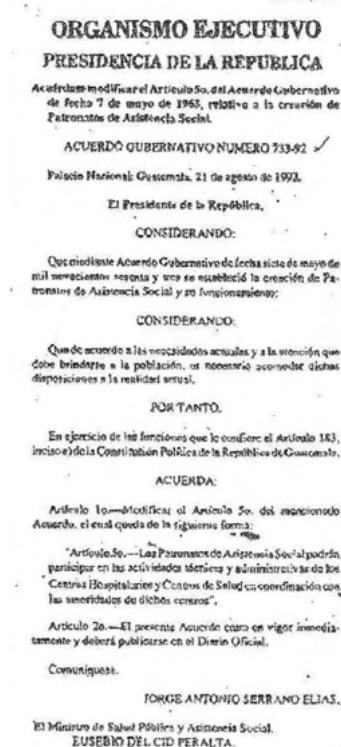 ORGANISMO EJECUTIVO
PRESIDENCIA DE LA REPUBLICA
Acuérdase modificar el Artículo 5o. del Acuerdo Gubernativo
de fecha 7 de mayo de 1963, relativo a la creación de
Patronatos de Asistencia Social.
ACUERDO GUBERNATIVO NUMERO 733-92
Palacio Nacional: Guatemala, 21 de agosto de 1992.
El Presidente de la República,
CONSIDERANDO:
Que mediante Acuerdo Gubernativo de fecha siete de mayo de
mil novecientos sesenta y tres se estableció la creación de Pa-
tronatos de Asistencia Social y su funcionamiento;
CONSIDERANDO:
Que de acuerdo a las necesidades actuales y a la atención que
debe brindarse a la población, es necesario acomodar dichas
disposiciones a la realidad actual,
POR TANTO,
En ejercicio de las funciones que le confiere el Artículo 183,
inciso e) de la Constitución Política de la República de Guatemala,
ACUERDA:
Artículo 1o.—Modificar el Artículo 5o. del mencionado
Acuerdo, el cual queda de la siguiente forma:
"Artículo 5o.—Los Patronatos de Asistencia Social podrán
participar en las actividades técnicas y administrativas de los
Centros Hospitalarios y Centros de Salud en coordinación con
las autoridades de dichos centros".
Artículo 2o.—El presente Acuerdo entra en vigor inmedia-
tamente y deberá publicarse en el Diario Oficial.
Comuníquese.
JORGE ANTONIO SERRANO ELIAS.
El Ministro de Salud Pública y Asistencia Social.
EUSEBIO DEL CID PERALTA.